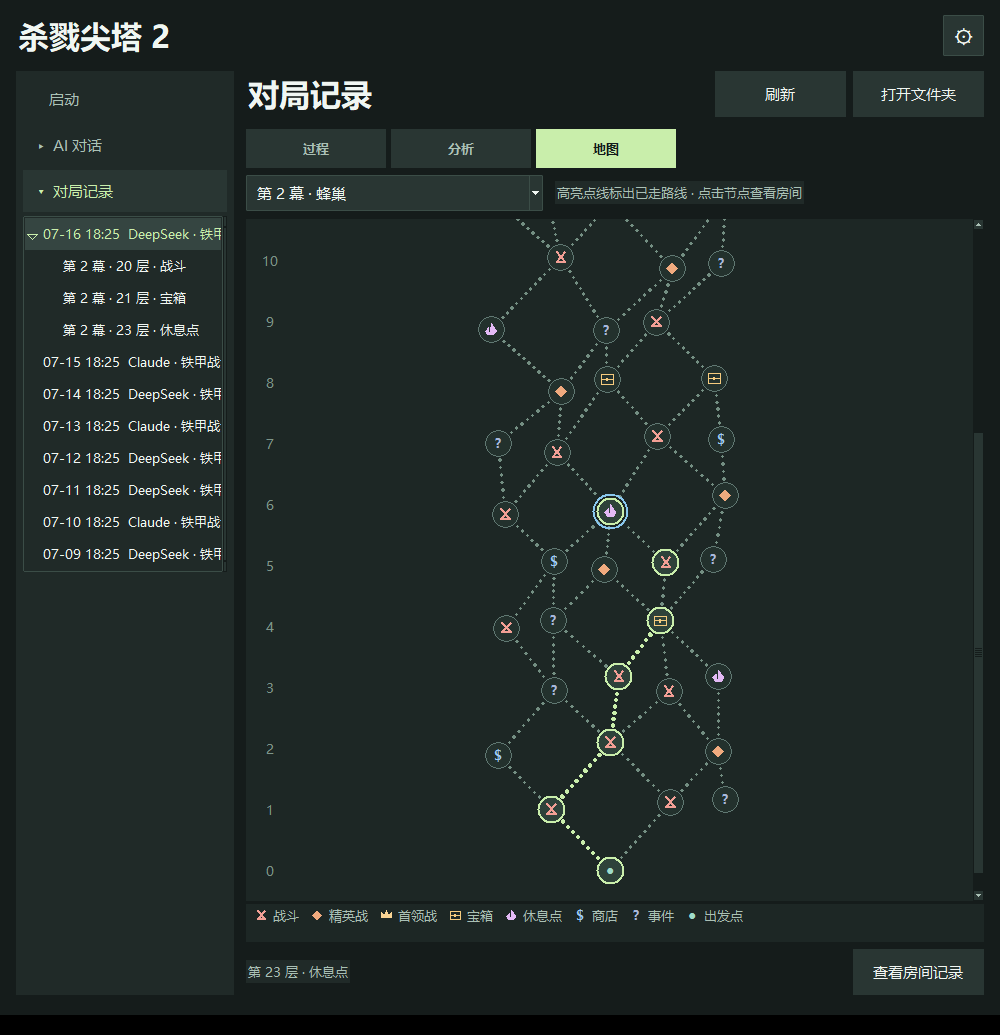 杀戮尖塔 2
启动
AI 对话
对局记录
07-16 18:25 DeepSeek · 铁甲
第 2 幕 · 20 层 · 战斗
第 2 幕 · 21 层 · 宝箱
第 2 幕 · 23 层 · 休息点
07-15 18:25 Claude · 铁甲战
07-14 18:25 DeepSeek · 铁甲
07-13 18:25 Claude · 铁甲战
07-12 18:25 DeepSeek · 铁甲
07-11 18:25 DeepSeek · 铁甲
07-10 18:25 Claude · 铁甲战
07-09 18:25 DeepSeek · 铁甲
对局记录
刷新
打开文件夹
过程
分析
地图
第 2 幕 · 蜂巢
高亮点线标出已走路线 · 点击节点查看房间
10
?
9
?
8
7
?
$
6
5
$
?
4
?
3
?
2
$
1
?
0
战斗
精英战
首领战
宝箱
休息点
$ 商店
? 事件
出发点
第 23 层 · 休息点
查看房间记录